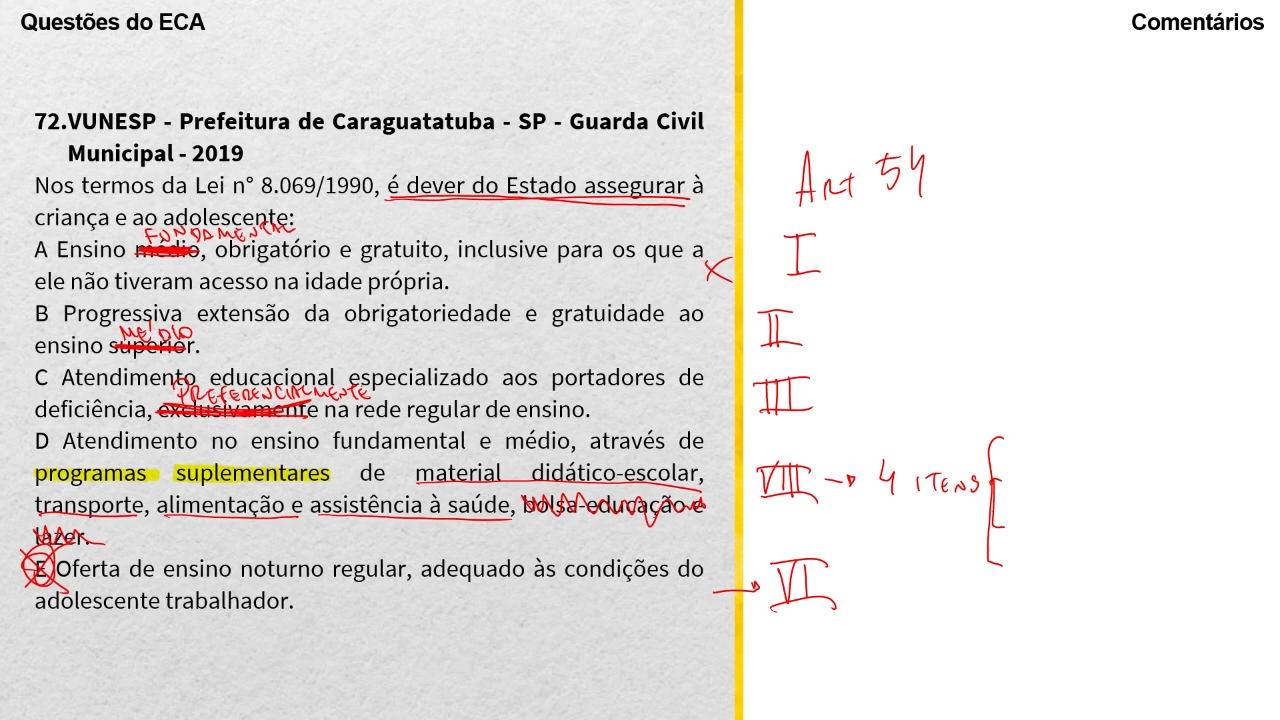 Questões do ECA
Comentários
72.VUNESP - Prefeitura de Caraguatatuba - SP - Guarda Civil
Municipal - 2019
Nos termos da Lei n° 8.069/1990, é dever do Estado assegurar à
criança e ao adolescente:
FUNDAMENTAL
A Ensino médio, obrigatório e gratuito, inclusive para os que a
ele não tiveram acesso na idade própria.
B Progressiva extensão da obrigatoriedade e gratuidade ao
MÉDIO
ensino superior.
C Atendimento educacional especializado aos portadores de
PREFERENCIALMENTE
deficiência, exclusivamente na rede regular de ensino.
D Atendimento no ensino fundamental e médio, através de
programas suplementares de material didático-escolar,
transporte, alimentação e assistência à saúde, bolsa-educação e
lazer.
E Oferta de ensino noturno regular, adequado às condições do
adolescente trabalhador.
Art 54
I
II
III
VIII → 4 ITENS
VI